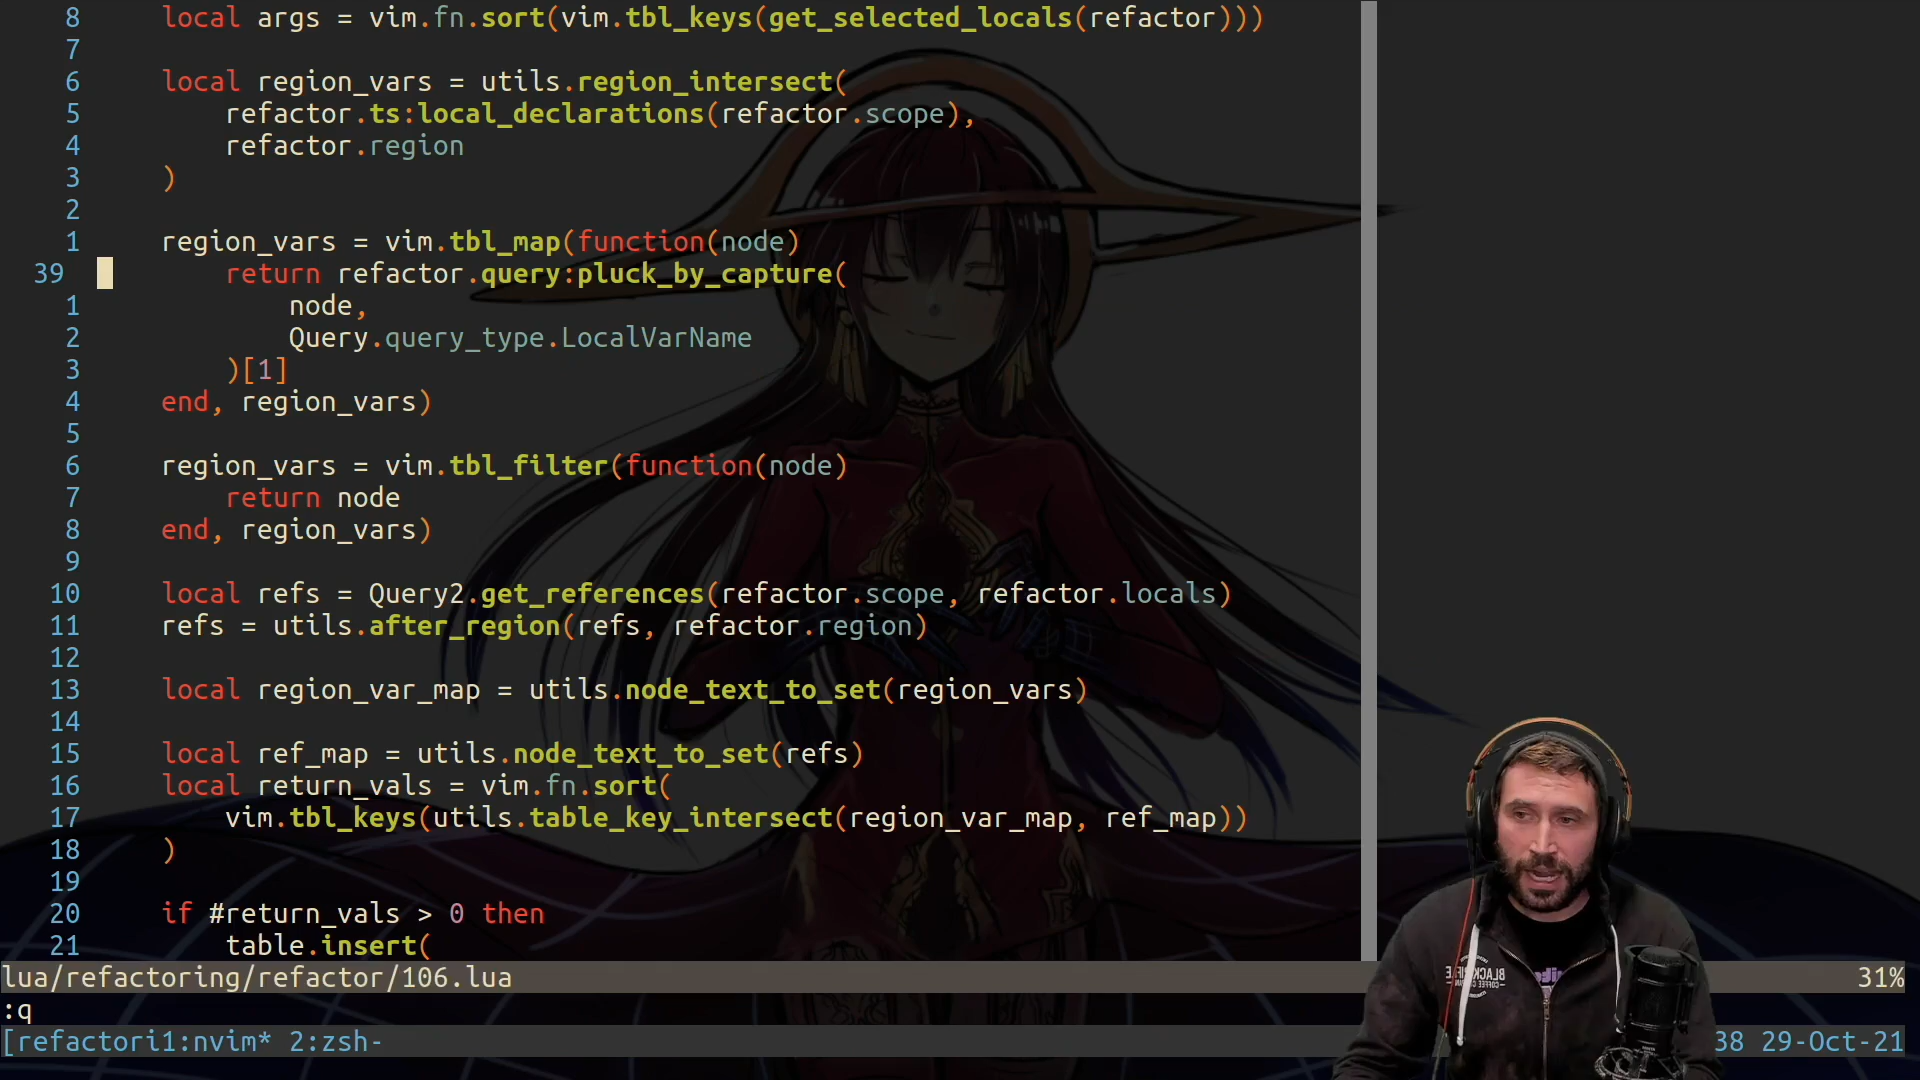 8 local args = vim.fn.sort(vim.tbl_keys(get_selected_locals(refactor)))
7
6 local region_vars = utils.region_intersect(
5 refactor.ts:local_declarations(refactor.scope),
4 refactor.region
3 )
2
1 region_vars = vim.tbl_map(function(node)
39 return refactor.query:pluck_by_capture(
1 node,
2 Query.query_type.LocalVarName
3 )[1]
4 end, region_vars)
5
6 region_vars = vim.tbl_filter(function(node)
7 return node
8 end, region_vars)
9
10 local refs = Query2.get_references(refactor.scope, refactor.locals)
11 refs = utils.after_region(refs, refactor.region)
12
13 local region_var_map = utils.node_text_to_set(region_vars)
14
15 local ref_map = utils.node_text_to_set(refs)
16 local return_vals = vim.fn.sort(
17 vim.tbl_keys(utils.table_key_intersect(region_var_map, ref_map))
18 )
19
20 if #return_vals > 0 then
21 table.insert(
lua/refactoring/refactor/106.lua 31%
:q
[refactori1:nvim* 2:zsh- 38 29-Oct-21